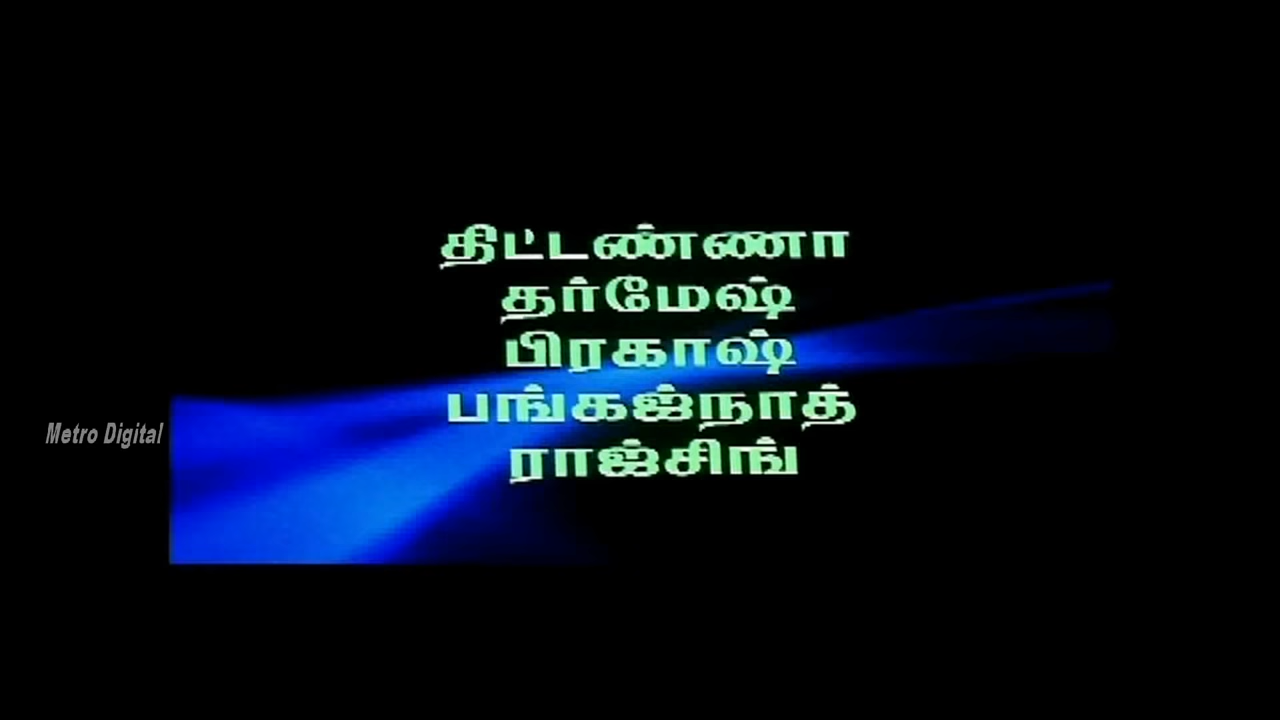 திட்டண்ணா
தர்மேஷ்
பிரகாஷ்
பங்கஜ்நாத்
Metro Digital
ராஜ்சிங்